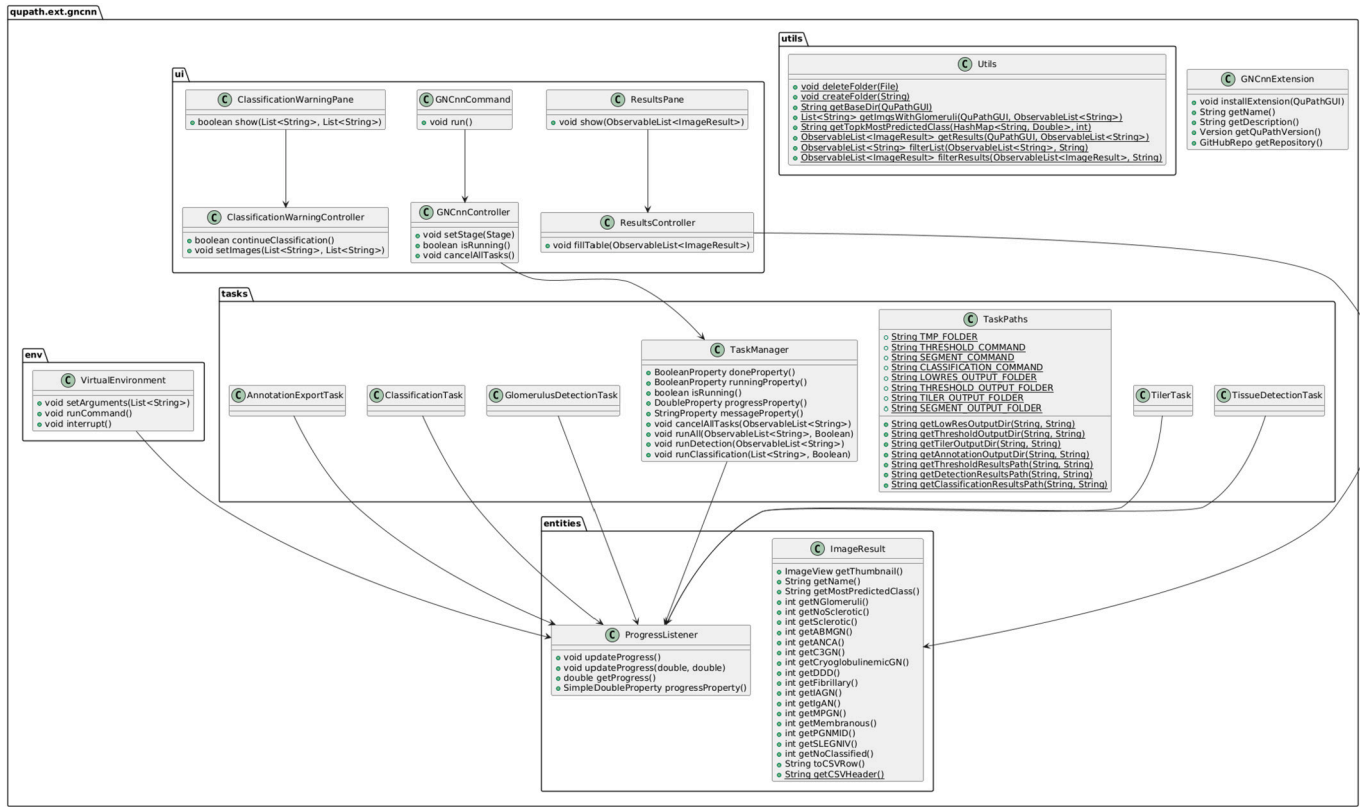 qupath.ext.gncnn
utils
C Utils
void deleteFolder(File)
void createFolder(String)
String getBaseDir(QuPathGUI)
List<String> getImgsWithGlomeruli(QuPathGUI, ObservableList<String>)
String getTopkMostPredictedClass(HashMap<String, Double>, int)
ObservableList<ImageResult> getResults(QuPathGUI, ObservableList<String>)
ObservableList<String> filterList(ObservableList<String>, String)
ObservableList<ImageResult> filterResults(ObservableList<ImageResult>, String)
C GNCnnExtension
void installExtension(QuPathGUI)
String getName()
String getDescription()
Version getQuPathVersion()
GitHubRepo getRepository()
ui
C ClassificationWarningPane
boolean show(List<String>, List<String>)
C GNCnnCommand
void run()
C ResultsPane
void show(ObservableList<ImageResult>)
C ClassificationWarningController
boolean continueClassification()
void setImages(List<String>, List<String>)
C GNCnnController
void setStage(Stage)
boolean isRunning()
void cancelAllTasks()
C ResultsController
void fillTable(ObservableList<ImageResult>)
tasks
C AnnotationExportTask
C ClassificationTask
C GlomerulusDetectionTask
C TaskManager
BooleanProperty doneProperty()
BooleanProperty runningProperty()
boolean isRunning()
DoubleProperty progressProperty()
StringProperty messageProperty()
void cancelAllTasks(ObservableList<String>)
void runAll(ObservableList<String>, Boolean)
void runDetection(ObservableList<String>)
void runClassification(List<String>, Boolean)
C TaskPaths
String TMP_FOLDER
String THRESHOLD_COMMAND
String SEGMENT_COMMAND
String CLASSIFICATION_COMMAND
String LOWRES_OUTPUT_FOLDER
String THRESHOLD_OUTPUT_FOLDER
String TILER_OUTPUT_FOLDER
String SEGMENT_OUTPUT_FOLDER
String getLowResOutputDir(String, String)
String getThresholdOutputDir(String, String)
String getTilerOutputDir(String, String)
String getAnnotationOutputDir(String, String)
String getThresholdResultsPath(String, String)
String getDetectionResultsPath(String, String)
String getClassificationResultsPath(String, String)
C TilerTask
C TissueDetectionTask
env
C VirtualEnvironment
void setArguments(List<String>)
void runCommand()
void interrupt()
entities
C ProgressListener
void updateProgress()
void updateProgress(double, double)
double getProgress()
SimpleDoubleProperty progressProperty()
C ImageResult
ImageView getThumbnail()
String getName()
String getMostPredictedClass()
int getNGlomeruli()
int getNoSclerotic()
int getSclerotic()
int getABMGN()
int getANCA()
int getC3GN()
int getCryoglobulinemicGN()
int getDDD()
int getFibrillary()
int getIAGN()
int getIgAN()
int getMPGN()
int getMembranous()
int getPGNMID()
int getSLEGNIV()
int getNoClassified()
String toCSVRow()
String getCSVHeader()